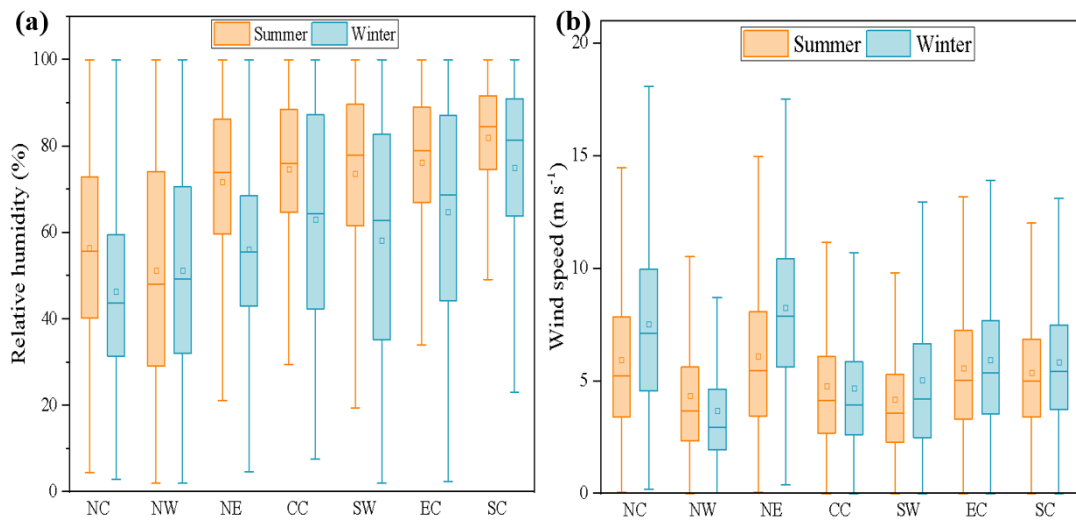 (a)
Summer Winter
Relative humidity (%)
100
80
60
40
20
0
NC NW NE CC SW EC SC
(b)
Summer Winter
Wind speed (m s⁻¹)
20
15
10
5
0
NC NW NE CC SW EC SC